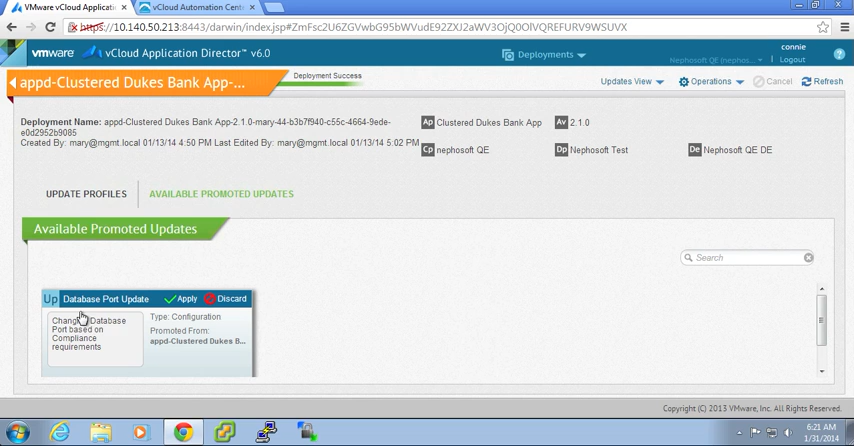 VMware vCloud Applicati
vCloud Automation Cent
https://10.140.50.213:8443/darwin/index.jsp#ZmFsc2U6ZGVwbG95bWVudE92ZXJ2aWV3OjQ0OlVQREFURV9WSUVX
vmware vCloud Application Director™ v6.0
Deployments
connie
Nephosoft QE (nephos...
Logout
appd-Clustered Dukes Bank App-...
Deployment Success
Updates View
Operations
Cancel
Refresh
Deployment Name: appd-Clustered Dukes Bank App-2.1.0-mary-44-b3b7f940-c55c-4664-9ede-
e0d2952b9085
Created By: mary@mgmt.local 01/13/14 4:50 PM Last Edited By: mary@mgmt.local 01/13/14 5:02 PM
Ap Clustered Dukes Bank App
Av 2.1.0
Cp nephosoft QE
Dp Nephosoft Test
De Nephosoft QE DE
UPDATE PROFILES
AVAILABLE PROMOTED UPDATES
Available Promoted Updates
Search
Up Database Port Update
Apply
Discard
Chang Database
Port based on
Compliance
requirements
Type: Configuration
Promoted From:
appd-Clustered Dukes B...
Copyright (C) 2013 VMware, Inc. All Rights Reserved.
6:21 AM
1/31/2014